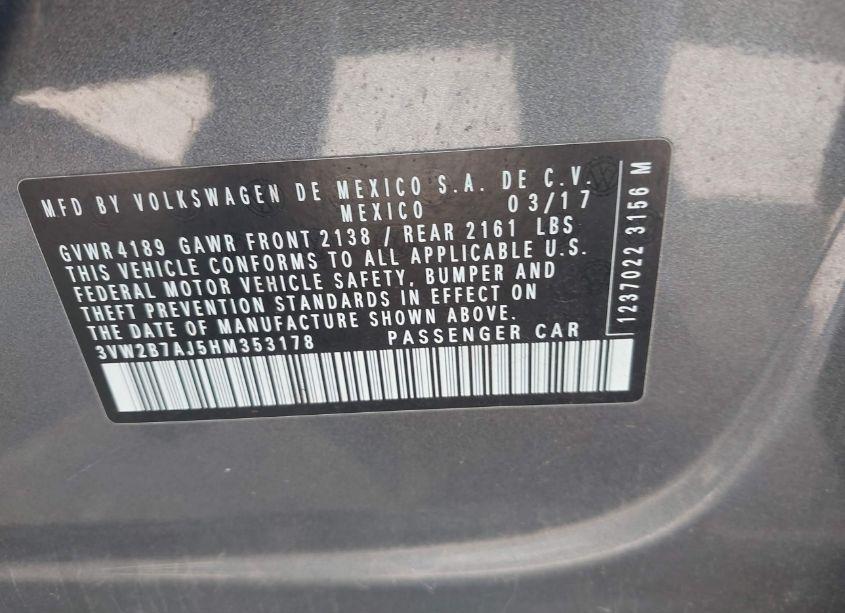 MFD BY VOLKSWAGEN DE MEXICO S.A. DE C.V.
MEXICO 03/17
GVWR 4189 GAWR FRONT 2138 / REAR 2161 LBS
THIS VEHICLE CONFORMS TO ALL APPLICABLE U.S.
FEDERAL MOTOR VEHICLE SAFETY, BUMPER AND
THEFT PREVENTION STANDARDS IN EFFECT ON
THE DATE OF MANUFACTURE SHOWN ABOVE.
3VW2B7AJ5HM353178 PASSENGER CAR
1237022 3156 M